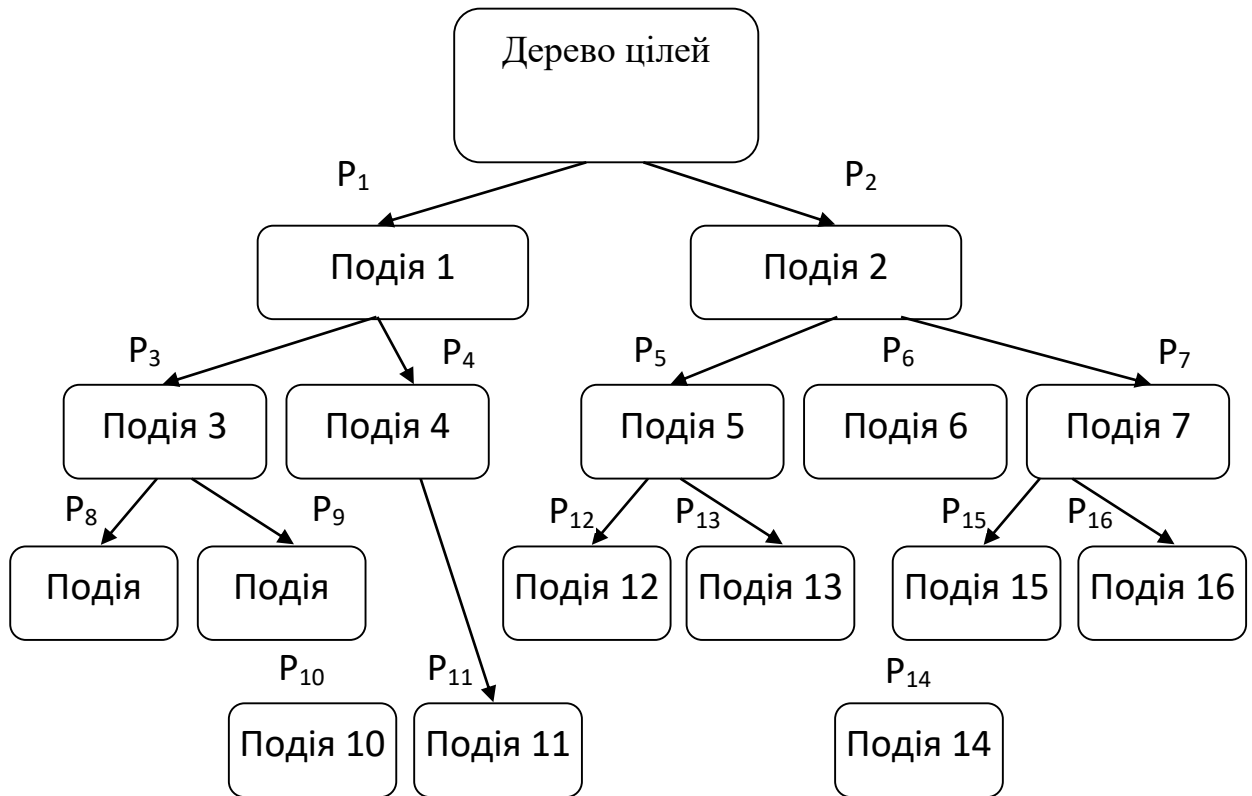 Дерево цілей
P₁
P₂
Подія 1
Подія 2
P₃
P₄
P₅
P₆
P₇
Подія 3
Подія 4
Подія 5
Подія 6
Подія 7
P₈
P₉
P₁₂
P₁₃
P₁₅
P₁₆
Подія
Подія
Подія 12
Подія 13
Подія 15
Подія 16
P₁₀
P₁₁
P₁₄
Подія 10
Подія 11
Подія 14